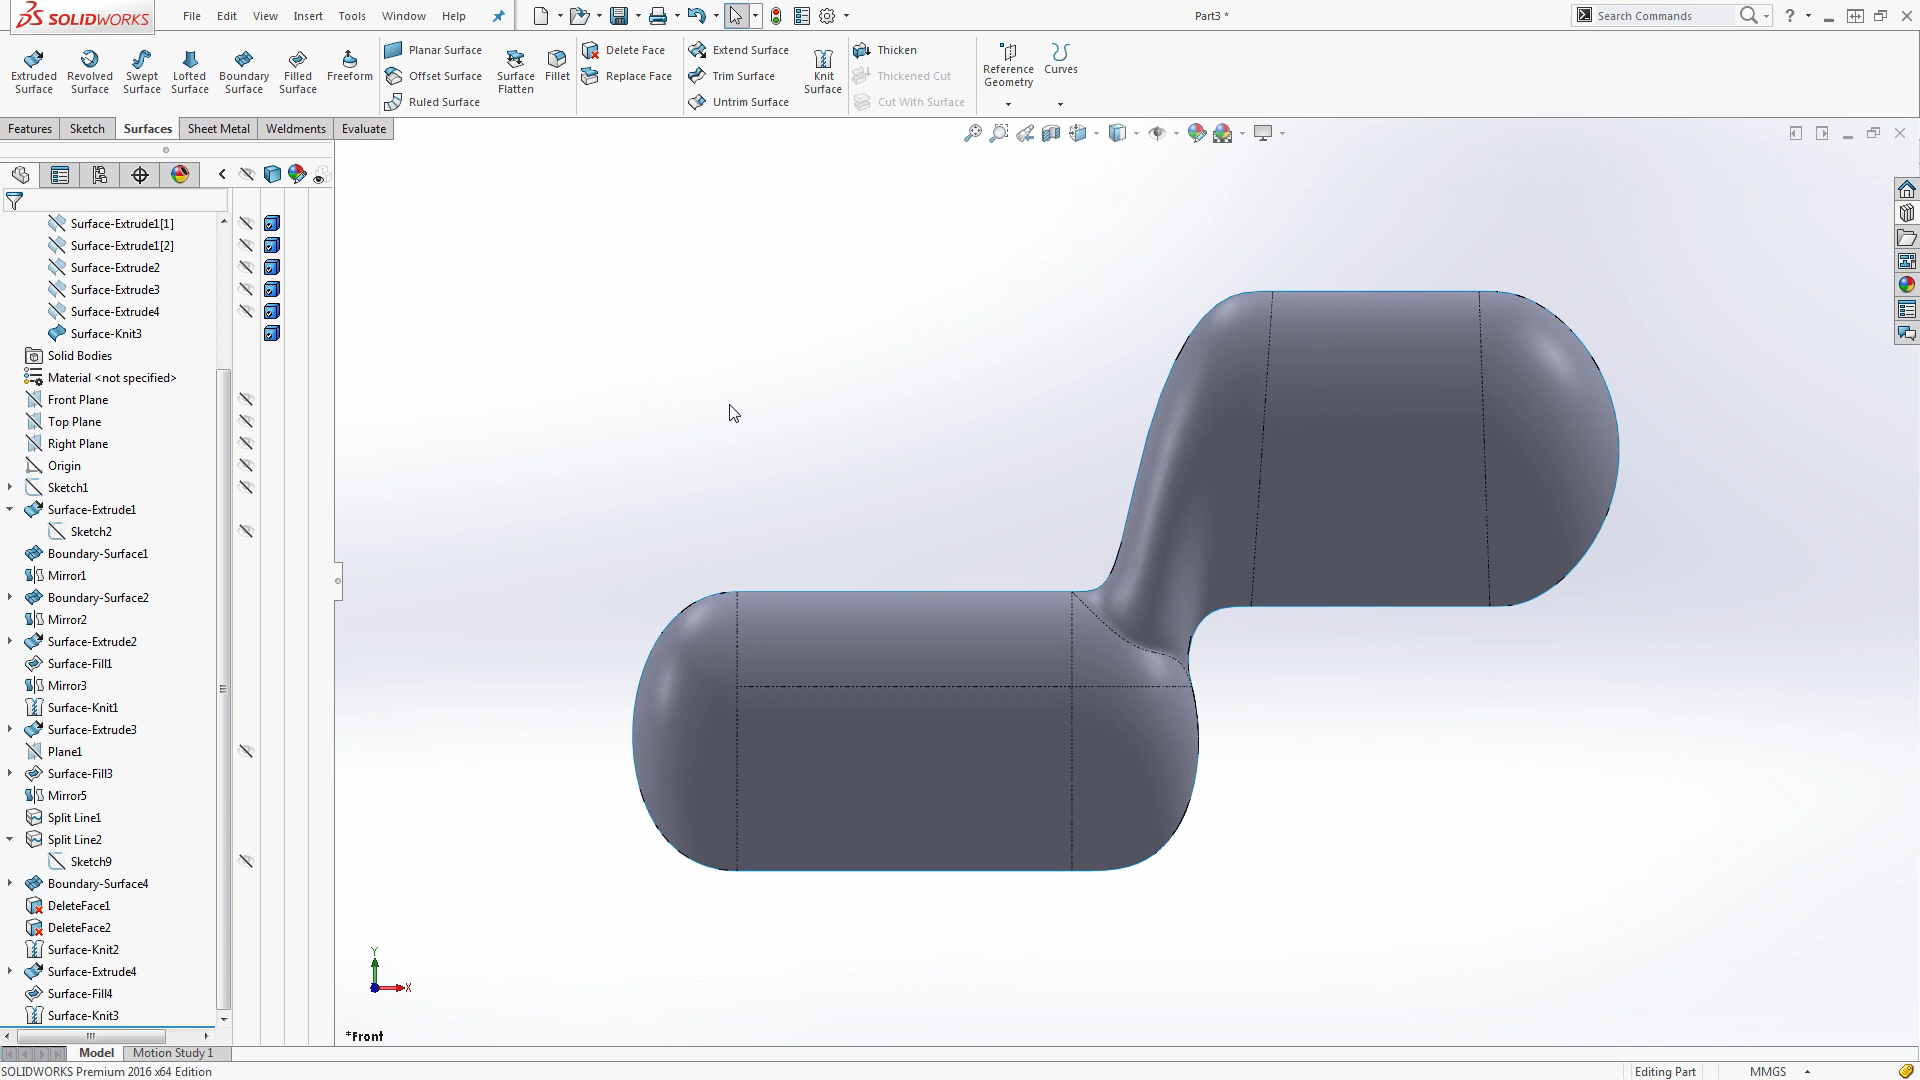 SOLIDWORKS
File Edit View Insert Tools Window Help
Part3 *
Search Commands
Extruded Surface
Revolved Surface
Swept Surface
Lofted Surface
Boundary Surface
Filled Surface
Freeform
Planar Surface
Offset Surface
Ruled Surface
Surface Flatten
Fillet
Delete Face
Replace Face
Extend Surface
Trim Surface
Untrim Surface
Knit Surface
Thicken
Thickened Cut
Cut With Surface
Reference Geometry
Curves
Features Sketch Surfaces Sheet Metal Weldments Evaluate
Surface-Extrude1[1]
Surface-Extrude1[2]
Surface-Extrude2
Surface-Extrude3
Surface-Extrude4
Surface-Knit3
Solid Bodies
Material <not specified>
Front Plane
Top Plane
Right Plane
Origin
Sketch1
Surface-Extrude1
Sketch2
Boundary-Surface1
Mirror1
Boundary-Surface2
Mirror2
Surface-Extrude2
Surface-Fill1
Mirror3
Surface-Knit1
Surface-Extrude3
Plane1
Surface-Fill3
Mirror5
Split Line1
Split Line2
Sketch9
Boundary-Surface4
DeleteFace1
DeleteFace2
Surface-Knit2
Surface-Extrude4
Surface-Fill4
Surface-Knit3
Y
X
*Front
Model Motion Study 1
SOLIDWORKS Premium 2016 x64 Edition
Editing Part
MMGS